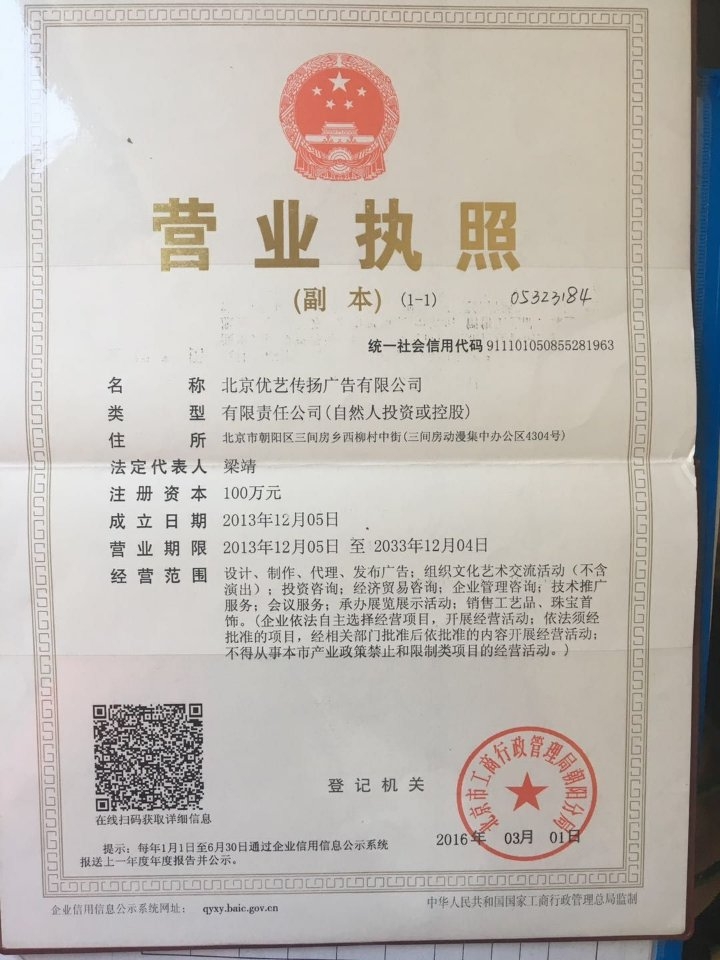 营业执照
(副 本) (1-1) 05323184
统一社会信用代码 911101050855281963
名 称 北京优艺传扬广告有限公司
类 型 有限责任公司(自然人投资或控股)
住 所 北京市朝阳区三间房乡西柳村中街(三间房动漫集中办公区4304号)
法定代表人 梁靖
注册资本 100万元
成立日期 2013年12月05日
营业期限 2013年12月05日 至 2033年12月04日
经营范围 设计、制作、代理、发布广告；组织文化艺术交流活动（不含
演出）；投资咨询；经济贸易咨询；企业管理咨询；技术推广
服务；会议服务；承办展览展示活动；销售工艺品、珠宝首
饰。(企业依法自主选择经营项目，开展经营活动；依法须经
批准的项目，经相关部门批准后依批准的内容开展经营活动；
不得从事本市产业政策禁止和限制类项目的经营活动。)
在线扫码获取详细信息
登记机关
北京市工商行政管理局朝阳分局
2016年 03月 01日
提示：每年1月1日至6月30日通过企业信用信息公示系统
报送上一年度年度报告并公示。
企业信用信息公示系统网址： qyxy.baic.gov.cn
中华人民共和国国家工商行政管理总局监制